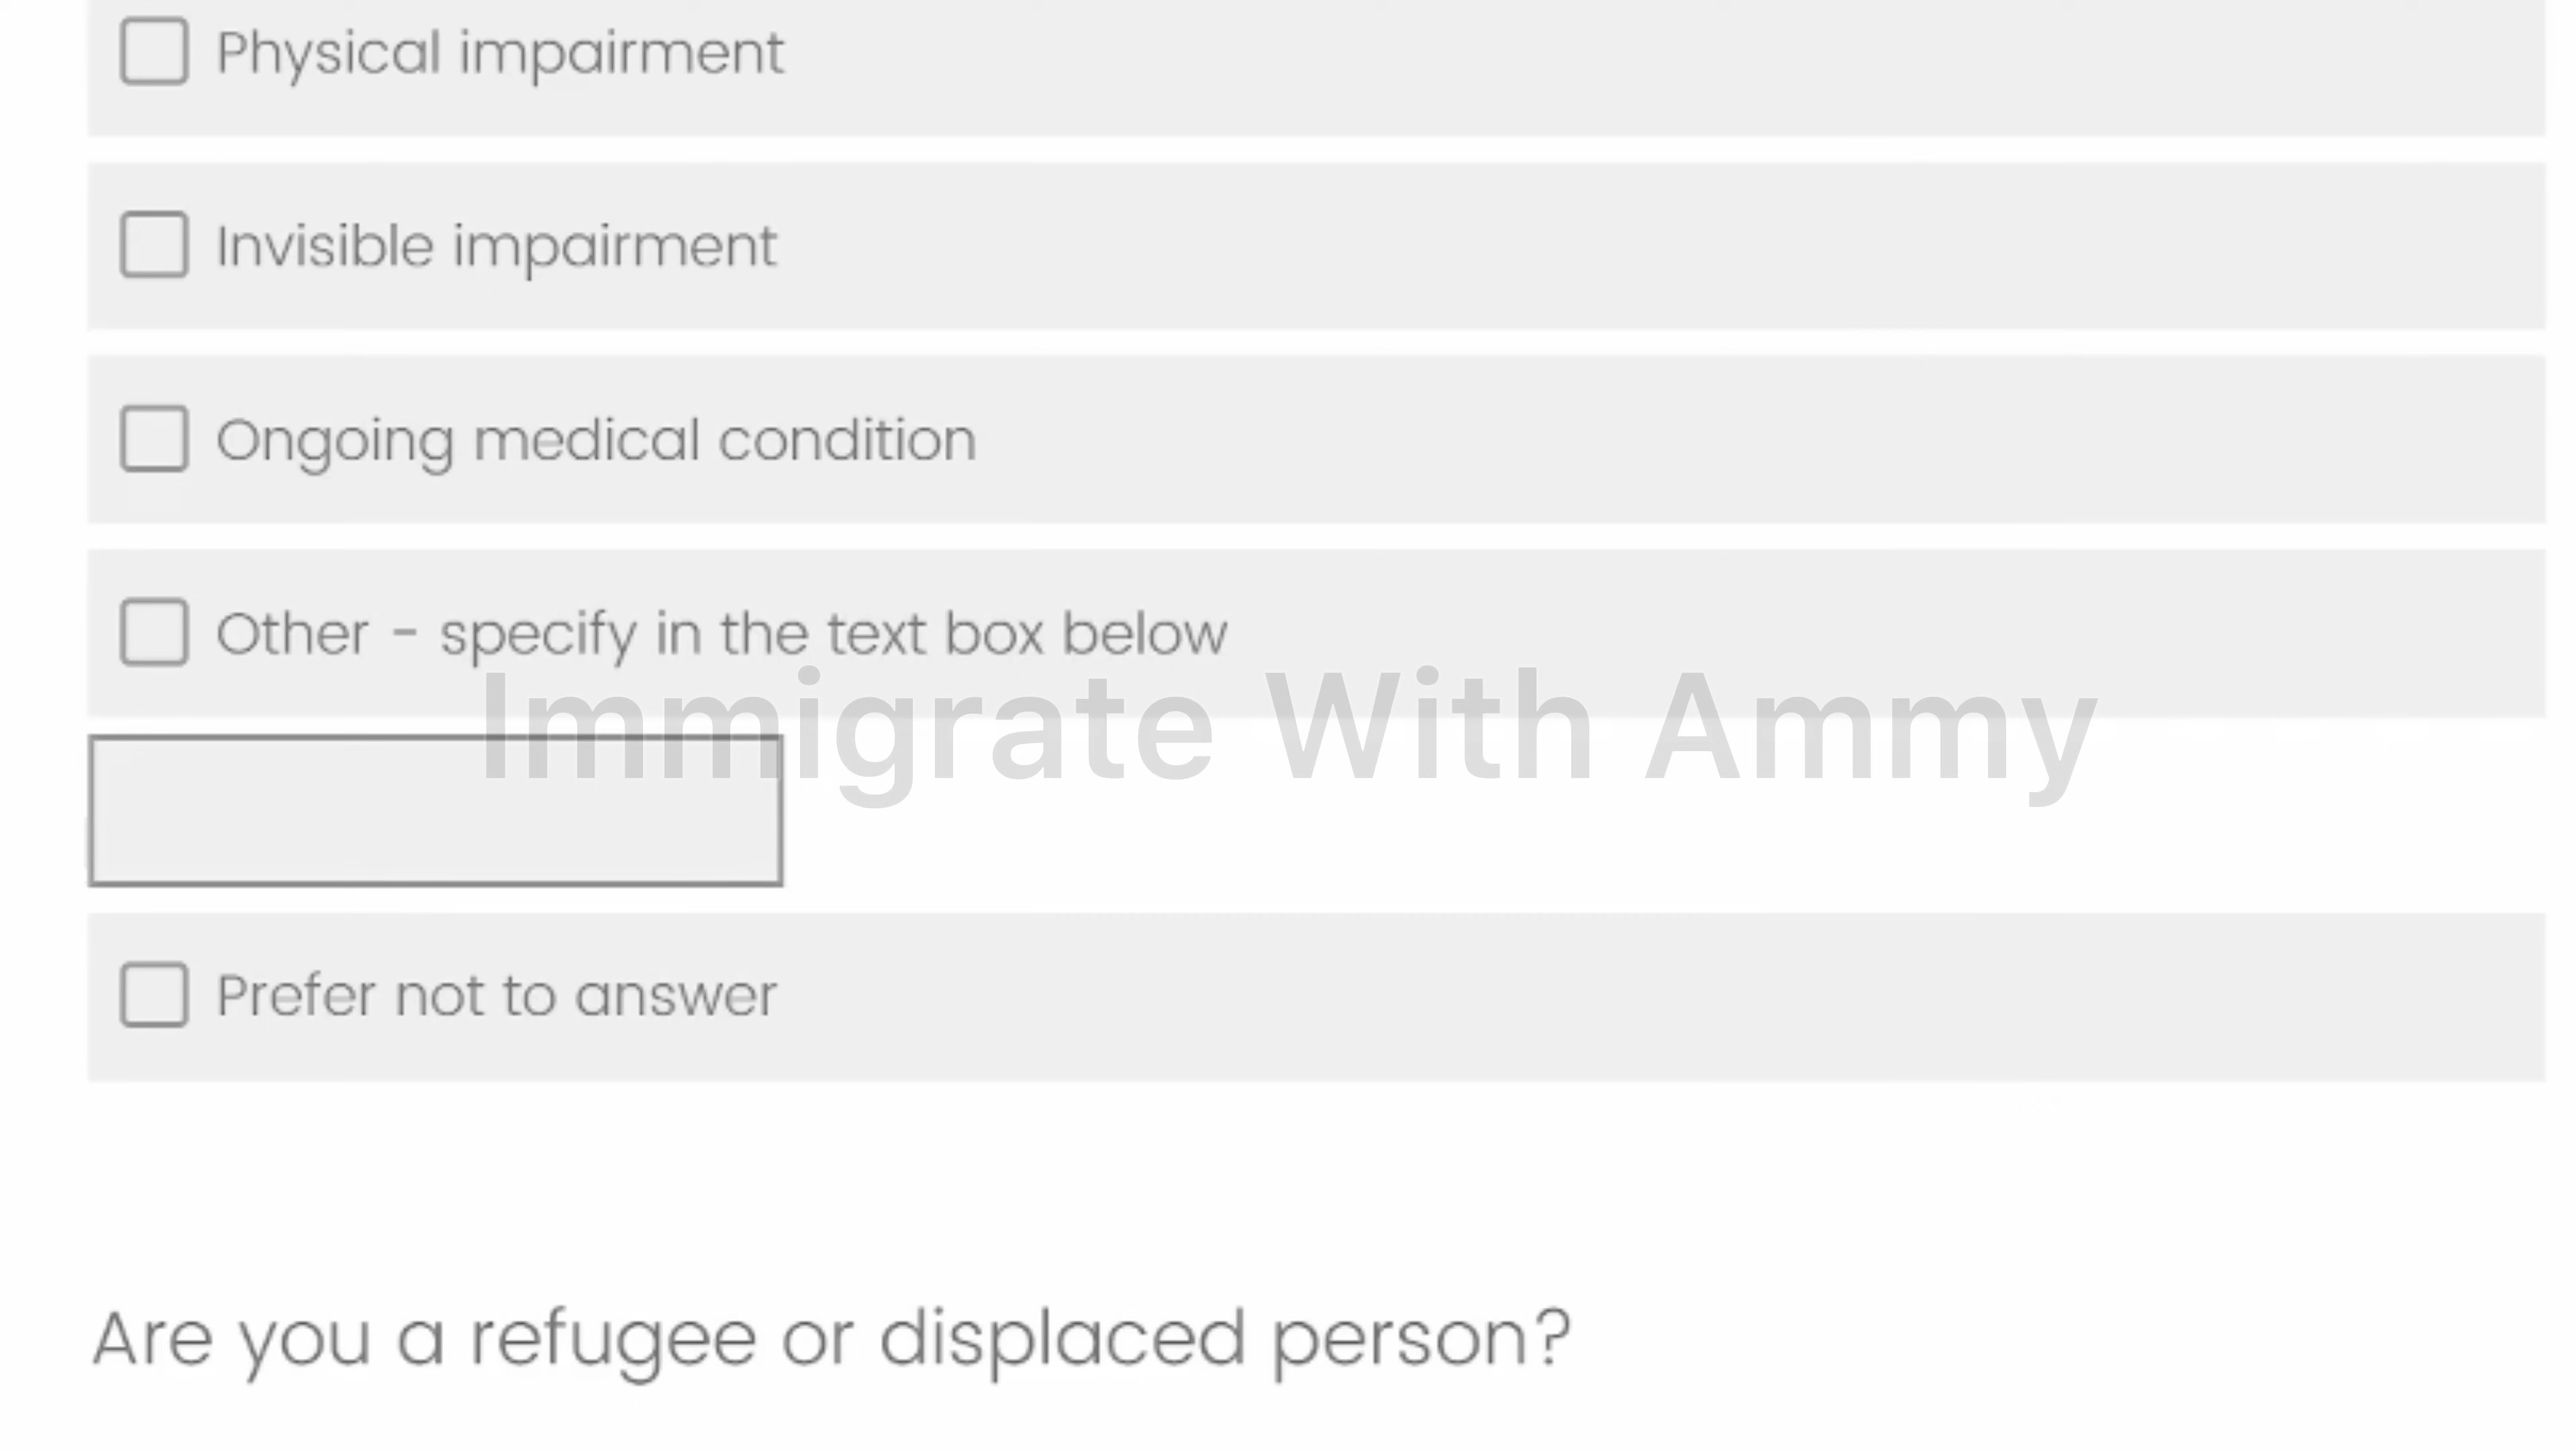 Physical impairment
Invisible impairment
Ongoing medical condition
Other - specify in the text box below
Immigrate With Ammy
Prefer not to answer
Are you a refugee or displaced person?